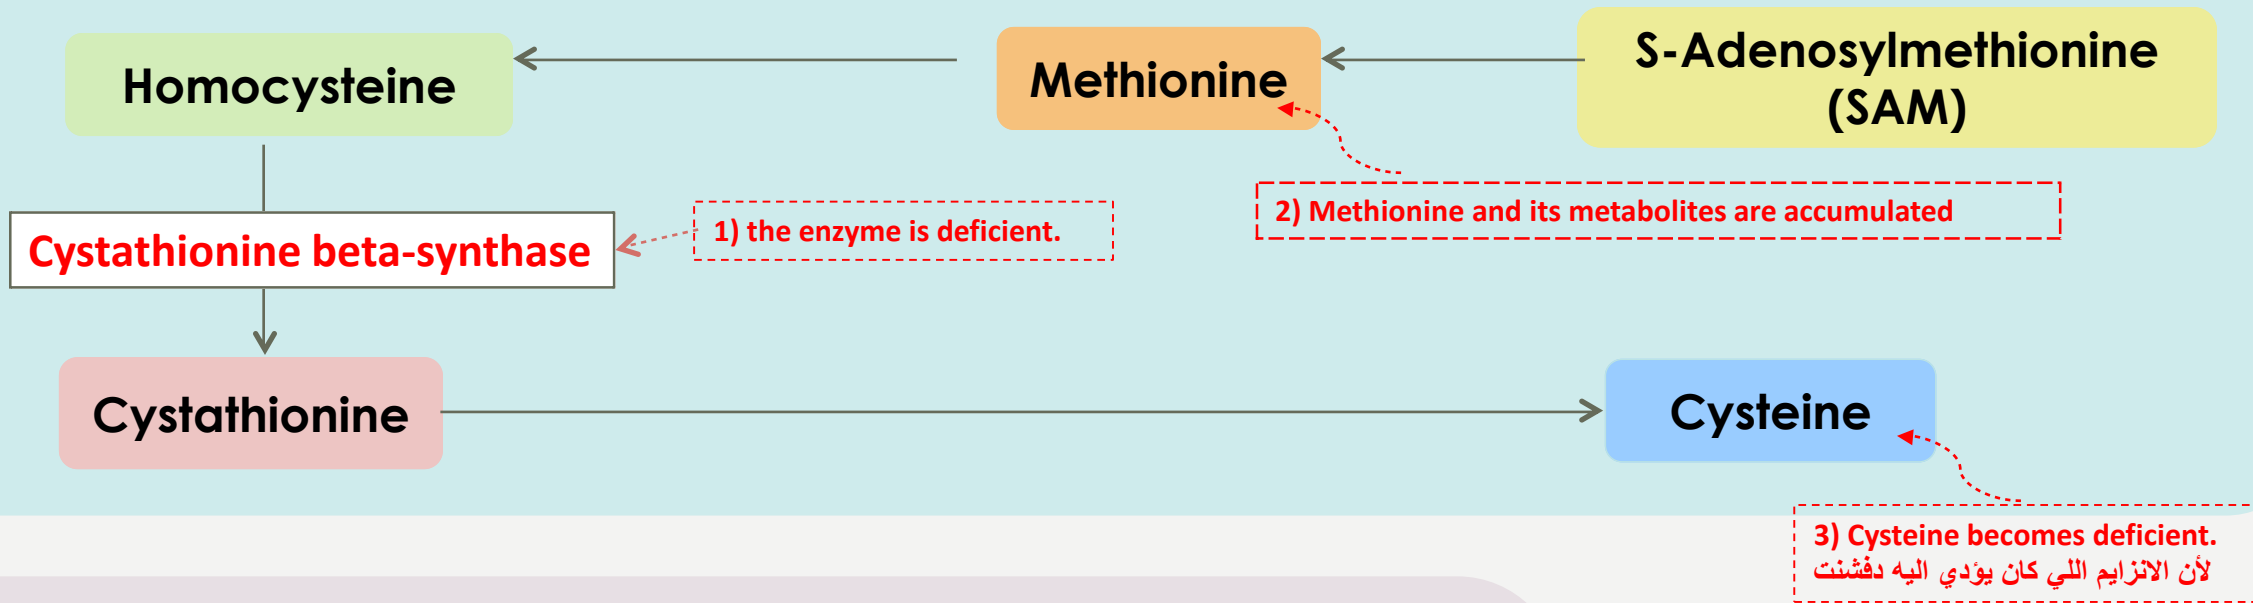 Homocysteine
Methionine
S-Adenosylmethionine
(SAM)
Cystathionine beta-synthase
1) the enzyme is deficient.
2) Methionine and its metabolites are accumulated
Cystathionine
Cysteine
3) Cysteine becomes deficient.
لأن الانزايم اللي كان يؤدي اليه دفشنت